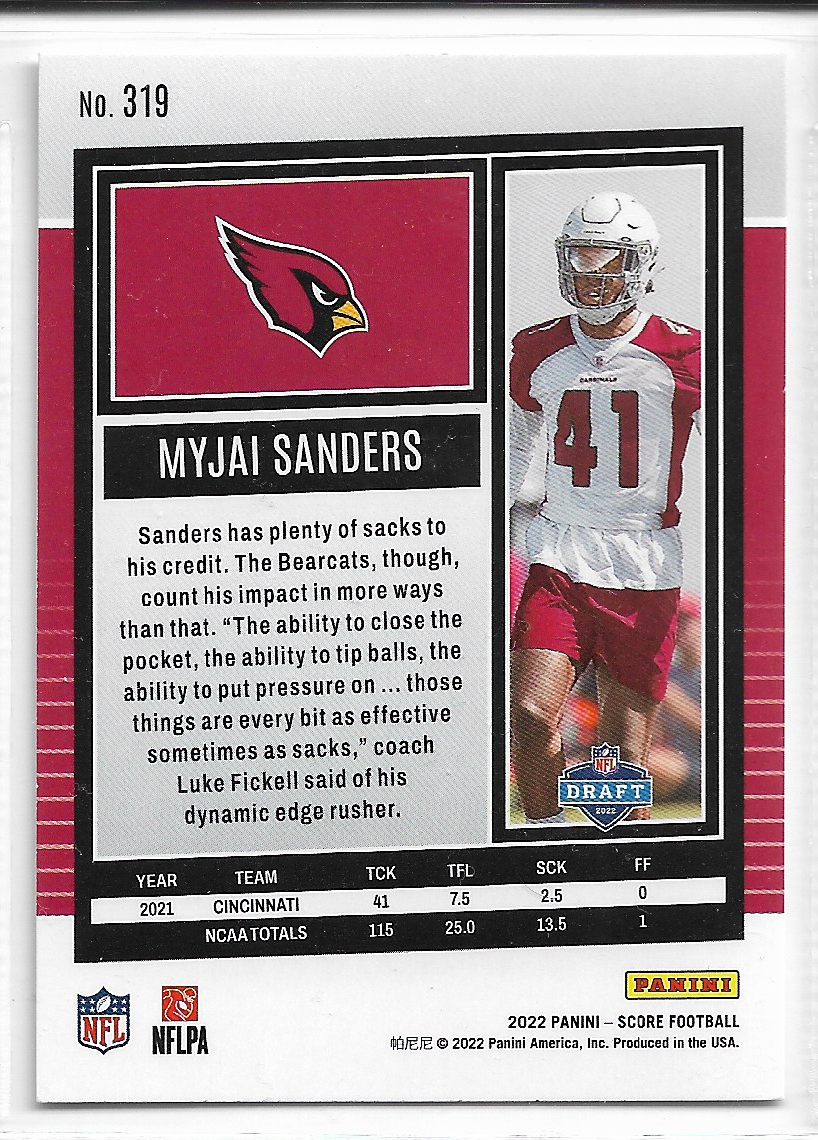 No. 319
MYJAI SANDERS
Sanders has plenty of sacks to
his credit. The Bearcats, though,
count his impact in more ways
than that. “The ability to close the
pocket, the ability to tip balls, the
ability to put pressure on ... those
things are every bit as effective
sometimes as sacks,” coach
Luke Fickell said of his
dynamic edge rusher.
CARDINALS
41
NFL
DRAFT
2022
YEAR TEAM TCK TFL SCK FF
2021 CINCINNATI 41 7.5 2.5 0
NCAA TOTALS 115 25.0 13.5 1
NFL
NFLPA
PANINI
2022 PANINI – SCORE FOOTBALL
帕尼尼 © 2022 Panini America, Inc. Produced in the USA.